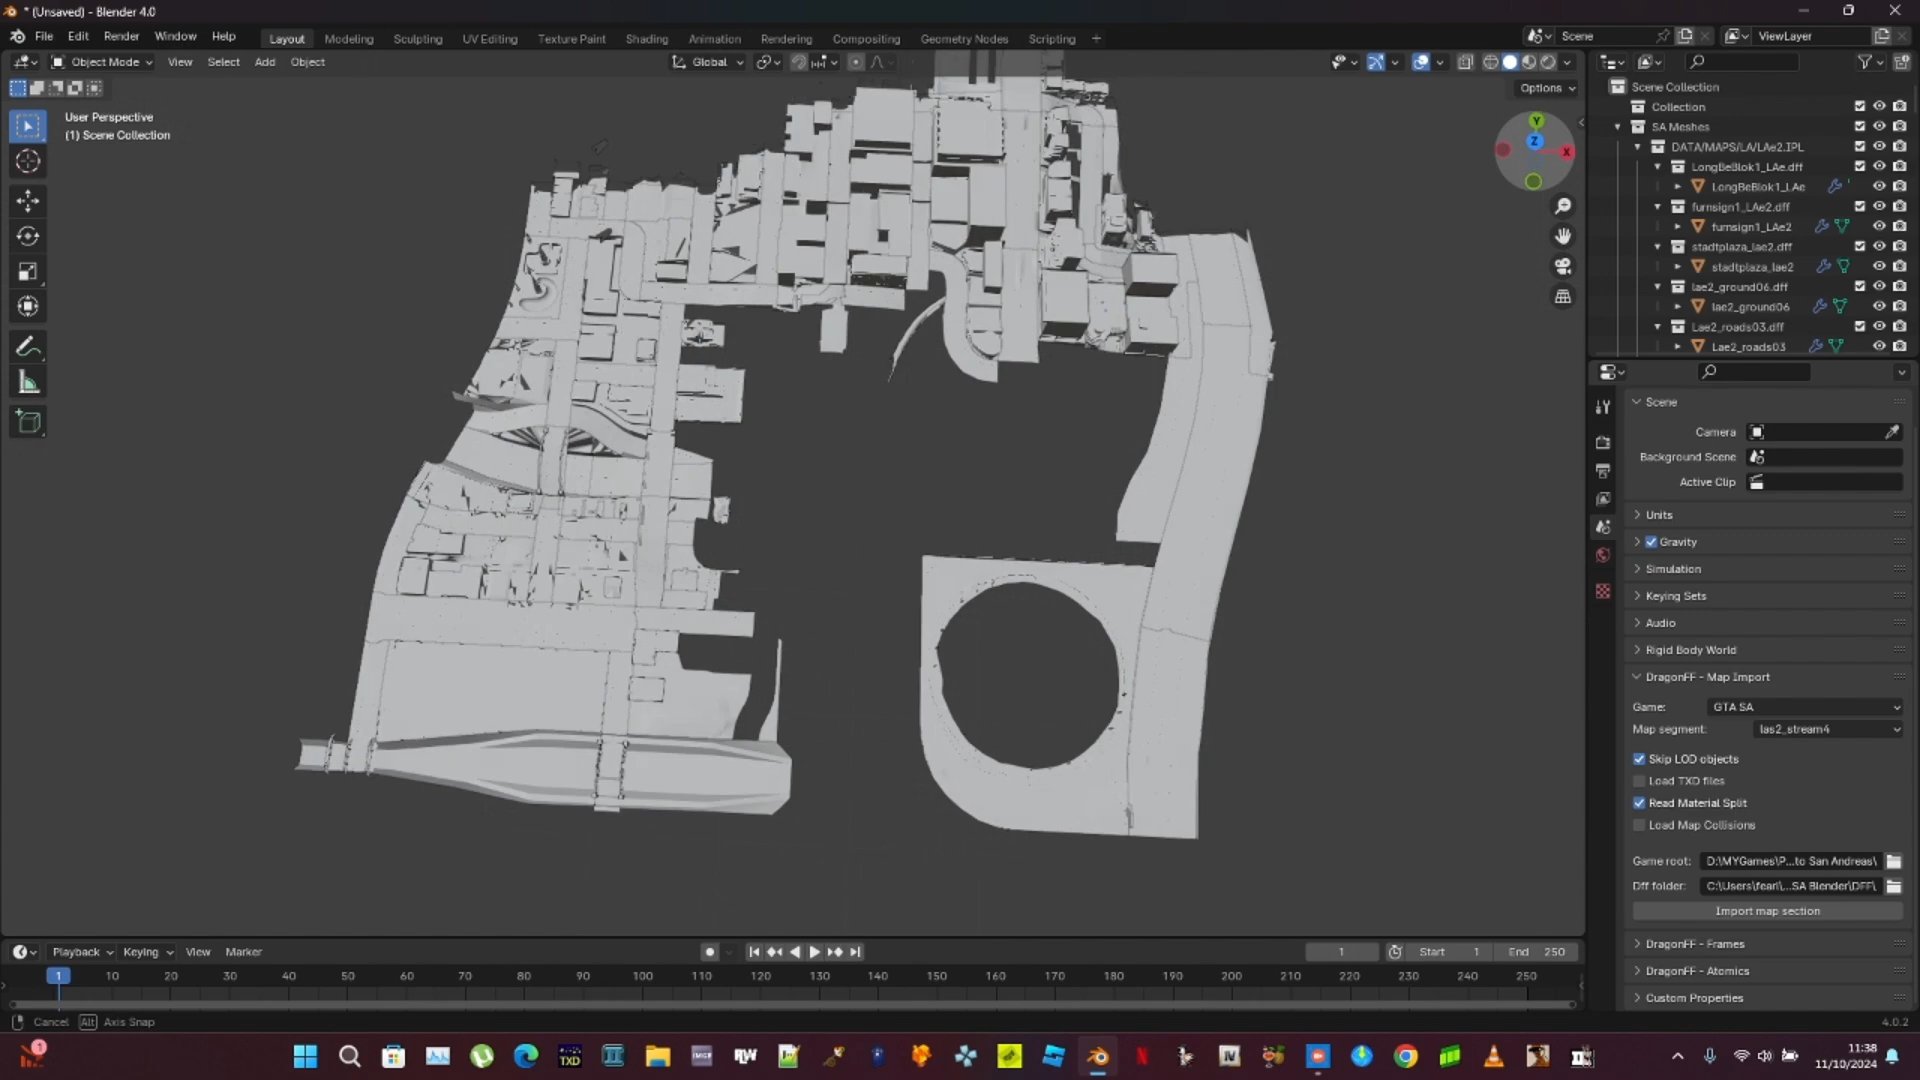 * (Unsaved) - Blender 4.0
File Edit Render Window Help
Layout Modeling Sculpting UV Editing Texture Paint Shading Animation Rendering Compositing Geometry Nodes Scripting +
Scene
ViewLayer
Object Mode View Select Add Object
Global
Options
User Perspective
(1) Scene Collection
Y
Z
X
Scene Collection
Collection
SA Meshes
DATA/MAPS/LA/LAe2.IPL
LongBeBlok1_LAe.dff
LongBeBlok1_LAe
furnsign1_LAe2.dff
furnsign1_LAe2
stadtplaza_lae2.dff
stadtplaza_lae2
lae2_ground06.dff
lae2_ground06
Lae2_roads03.dff
Lae2_roads03
Scene
Camera
Background Scene
Active Clip
Units
Gravity
Simulation
Keying Sets
Audio
Rigid Body World
DragonFF - Map Import
Game: GTA SA
Map segment: las2_stream4
Skip LOD objects
Load TXD files
Read Material Split
Load Map Collisions
Game root: D:\MYGames\P...to San Andreas\
Dff folder: C:\Users\fearl\...SA Blender\DFF\
Import map section
DragonFF - Frames
DragonFF - Atomics
Custom Properties
Playback Keying View Marker
1 Start 1 End 250
1 10 20 30 40 50 60 70 80 90 100 110 120 130 140 150 160 170 180 190 200 210 220 230 240 250
Cancel Alt Axis Snap
4.0.2
1
TXD
IMGF
RW
IV
11:38
11/10/2024